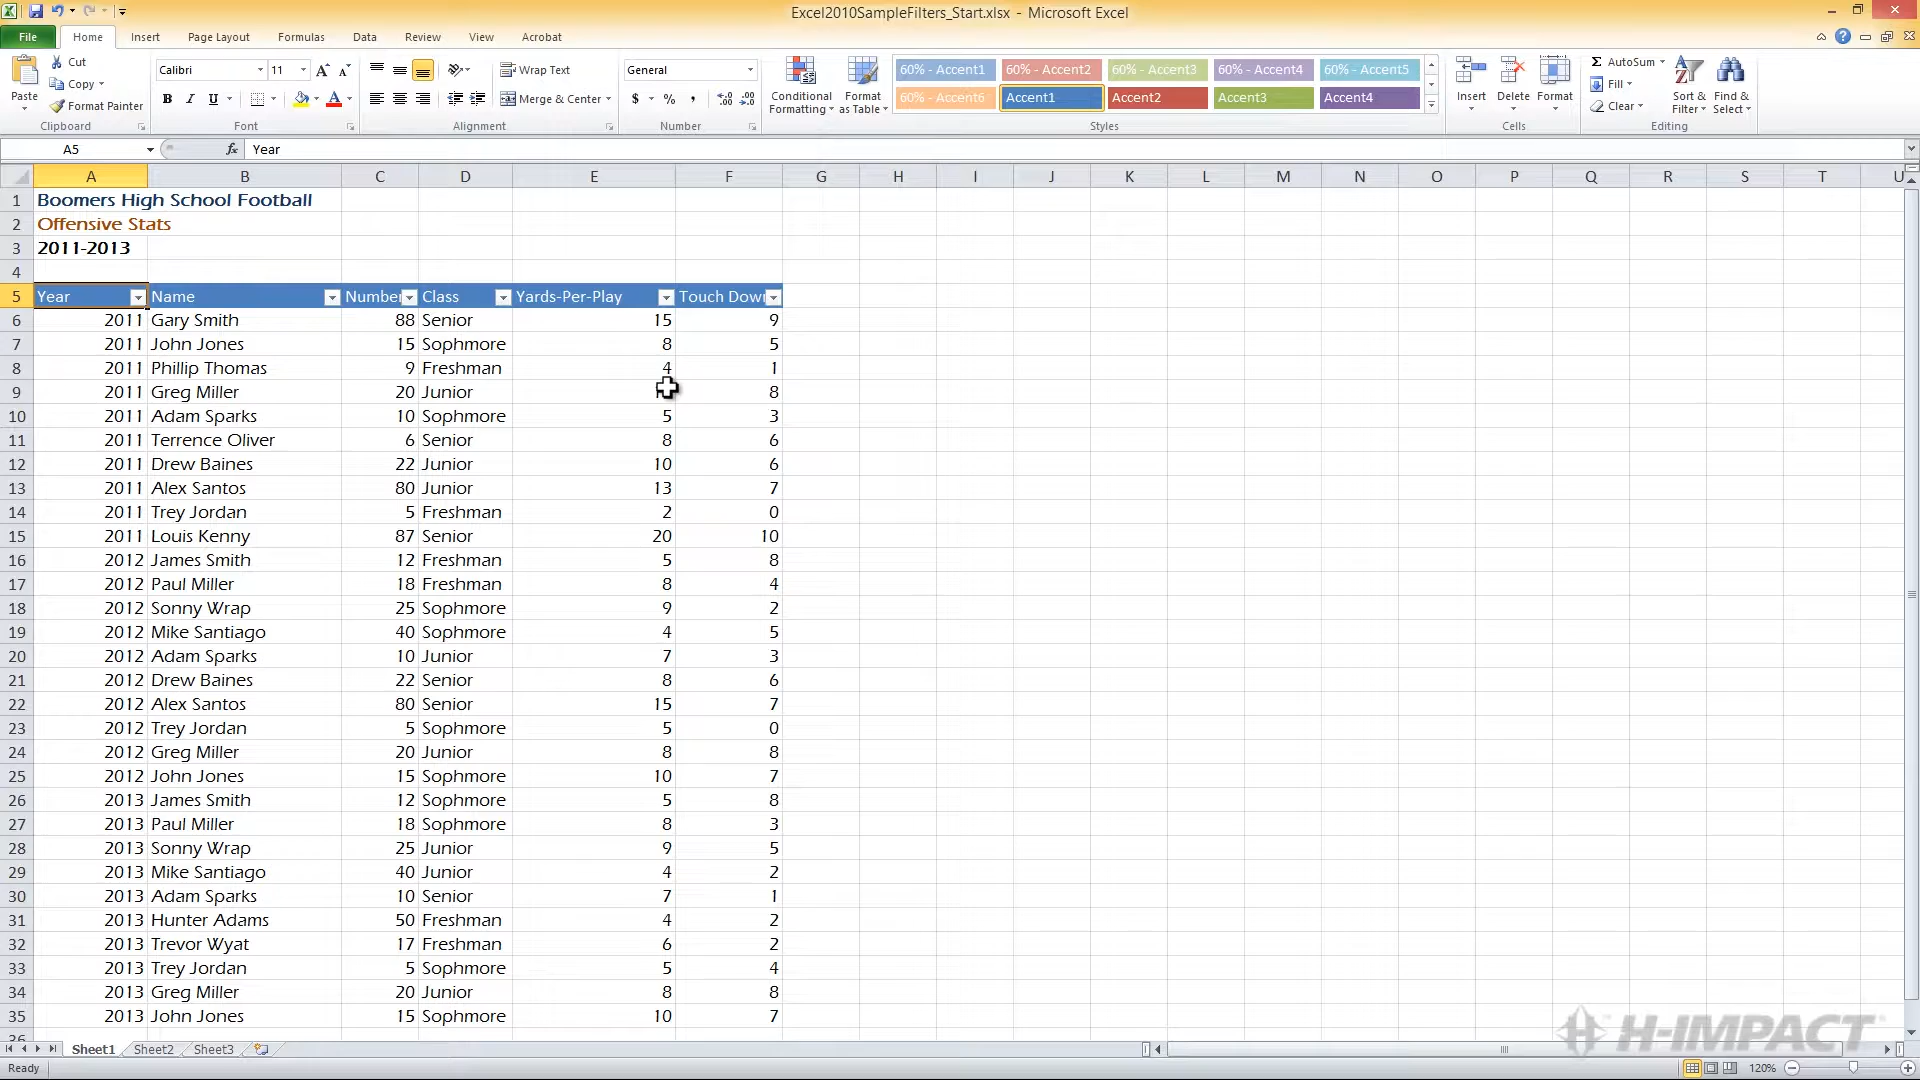 Excel2010SampleFilters_Start.xlsx - Microsoft Excel
File Home Insert Page Layout Formulas Data Review View Acrobat
Paste
Cut
Copy
Format Painter
Clipboard
Calibri 11
B I U
Font
Wrap Text
Merge & Center
Alignment
General
$ % ,
Number
Conditional Formatting
Format as Table
60% - Accent1 60% - Accent2 60% - Accent3 60% - Accent4 60% - Accent5
60% - Accent6 Accent1 Accent2 Accent3 Accent4
Styles
Insert Delete Format
Cells
Σ AutoSum
Fill
Clear
Sort & Filter
Find & Select
Editing
A5 fx Year
A B C D E F G H I J K L M N O P Q R S T U
1 Boomers High School Football
2 Offensive Stats
3 2011-2013
4
5 Year Name Number Class Yards-Per-Play
6 2011 Gary Smith 88 Senior 15 9
7 2011 John Jones 15 Sophmore 8 5
8 2011 Phillip Thomas 9 Freshman 4 1
9 2011 Greg Miller 20 Junior 8
10 2011 Adam Sparks 10 Sophmore 5 3
11 2011 Terrence Oliver 6 Senior 8 6
12 2011 Drew Baines 22 Junior 10 6
13 2011 Alex Santos 80 Junior 13 7
14 2011 Trey Jordan 5 Freshman 2 0
15 2011 Louis Kenny 87 Senior 20 10
16 2012 James Smith 12 Freshman 5 8
17 2012 Paul Miller 18 Freshman 8 4
18 2012 Sonny Wrap 25 Sophmore 9 2
19 2012 Mike Santiago 40 Sophmore 4 5
20 2012 Adam Sparks 10 Junior 7 3
21 2012 Drew Baines 22 Senior 8 6
22 2012 Alex Santos 80 Senior 15 7
23 2012 Trey Jordan 5 Sophmore 5 0
24 2012 Greg Miller 20 Junior 8 8
25 2012 John Jones 15 Sophmore 10 7
26 2013 James Smith 12 Sophmore 5 8
27 2013 Paul Miller 18 Sophmore 8 3
28 2013 Sonny Wrap 25 Junior 9 5
29 2013 Mike Santiago 40 Junior 4 2
30 2013 Adam Sparks 10 Senior 7 1
31 2013 Hunter Adams 50 Freshman 4 2
32 2013 Trevor Wyat 17 Freshman 6 2
33 2013 Trey Jordan 5 Sophmore 5 4
34 2013 Greg Miller 20 Junior 8 8
35 2013 John Jones 15 Sophmore 10 7
H-IMPACT
Sheet1 Sheet2 Sheet3
Ready 120%